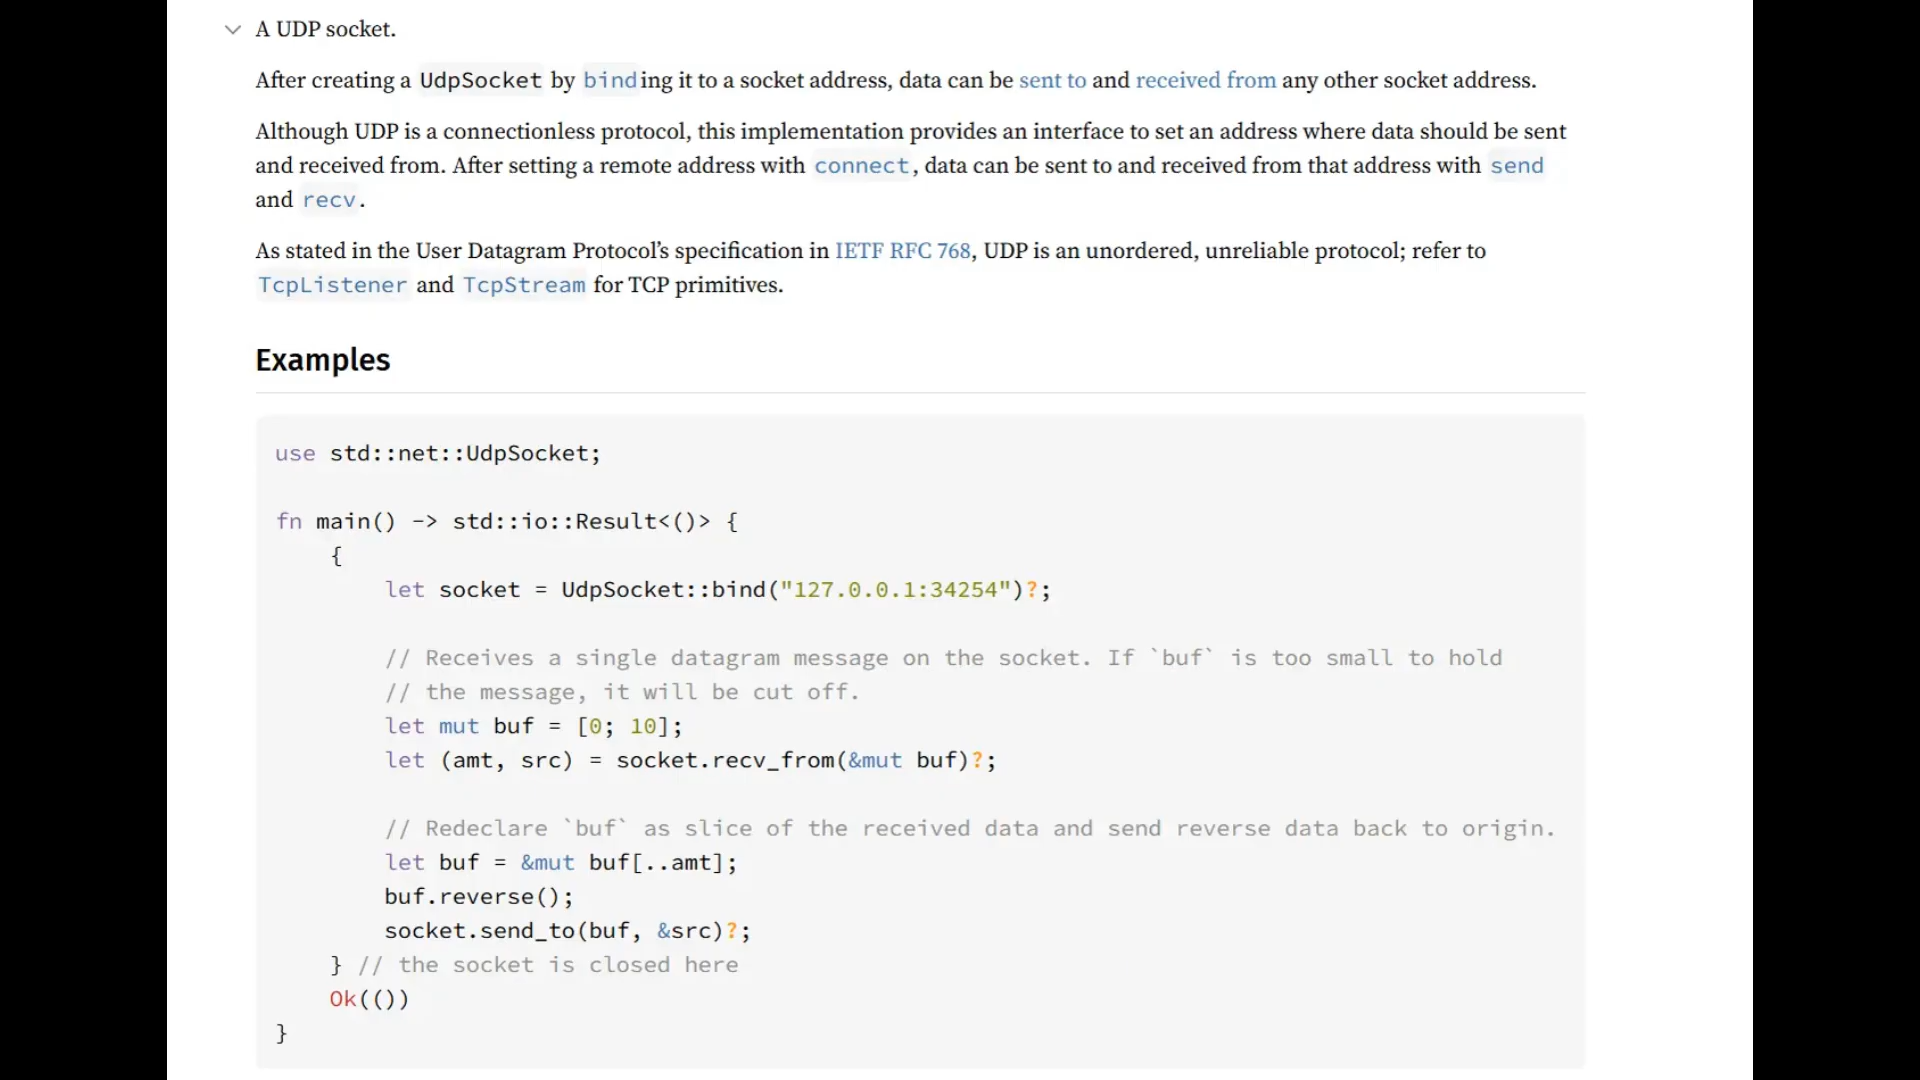 A UDP socket.
After creating a UdpSocket by binding it to a socket address, data can be sent to and received from any other socket address.
Although UDP is a connectionless protocol, this implementation provides an interface to set an address where data should be sent
and received from. After setting a remote address with connect, data can be sent to and received from that address with send
and recv.
As stated in the User Datagram Protocol’s specification in IETF RFC 768, UDP is an unordered, unreliable protocol; refer to
TcpListener and TcpStream for TCP primitives.
Examples
use std::net::UdpSocket;
fn main() -> std::io::Result<()> {
    {
        let socket = UdpSocket::bind("127.0.0.1:34254")?;
        // Receives a single datagram message on the socket. If `buf` is too small to hold
        // the message, it will be cut off.
        let mut buf = [0; 10];
        let (amt, src) = socket.recv_from(&mut buf)?;
        // Redeclare `buf` as slice of the received data and send reverse data back to origin.
        let buf = &mut buf[..amt];
        buf.reverse();
        socket.send_to(buf, &src)?;
    } // the socket is closed here
    Ok(())
}